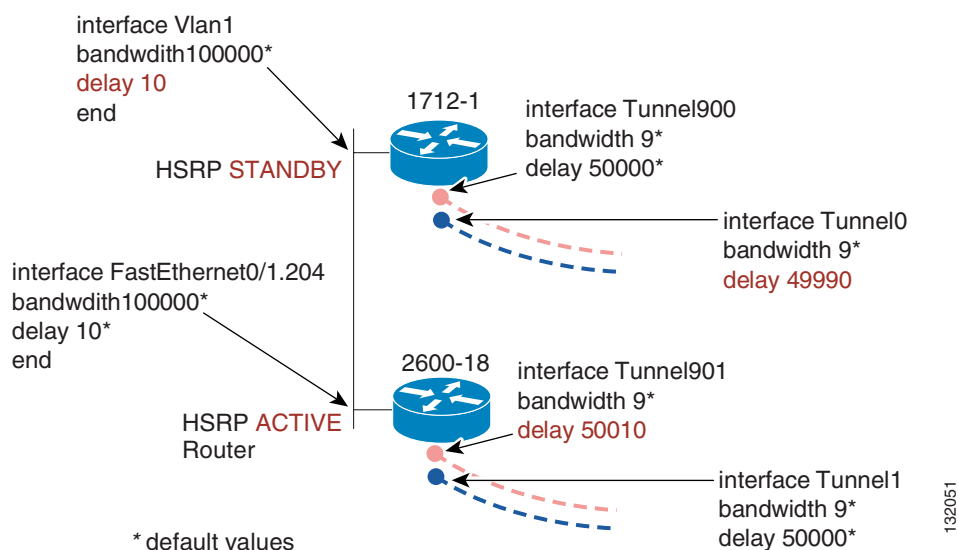 interface Vlan1
bandwdith100000*
delay 10
end
1712-1
interface Tunnel900
bandwidth 9*
delay 50000*
HSRP STANDBY
interface Tunnel0
bandwidth 9*
delay 49990
interface FastEthernet0/1.204
bandwdith100000*
delay 10*
end
2600-18
interface Tunnel901
bandwidth 9*
delay 50010
HSRP ACTIVE
Router
interface Tunnel1
bandwidth 9*
delay 50000*
* default values
132051